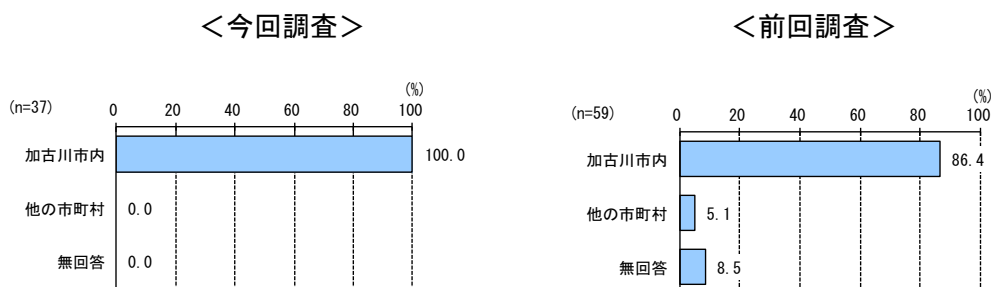 ＜今回調査＞
(n=37)
(%)
0 20 40 60 80 100
加古川市内 100.0
他の市町村 0.0
無回答 0.0
＜前回調査＞
(n=59)
(%)
0 20 40 60 80 100
加古川市内 86.4
他の市町村 5.1
無回答 8.5